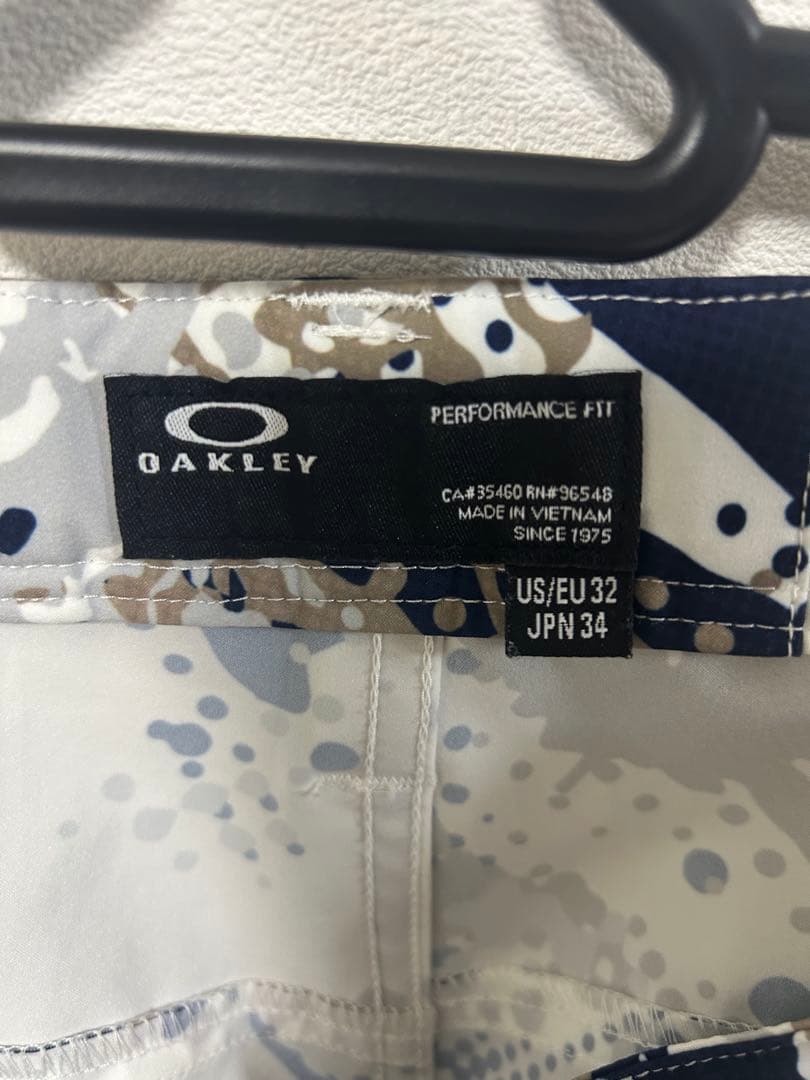 OAKLEY
PERFORMANCE FIT
CA#35460 RN#96548
MADE IN VIETNAM
SINCE 1975
US/EU 32
JPN 34